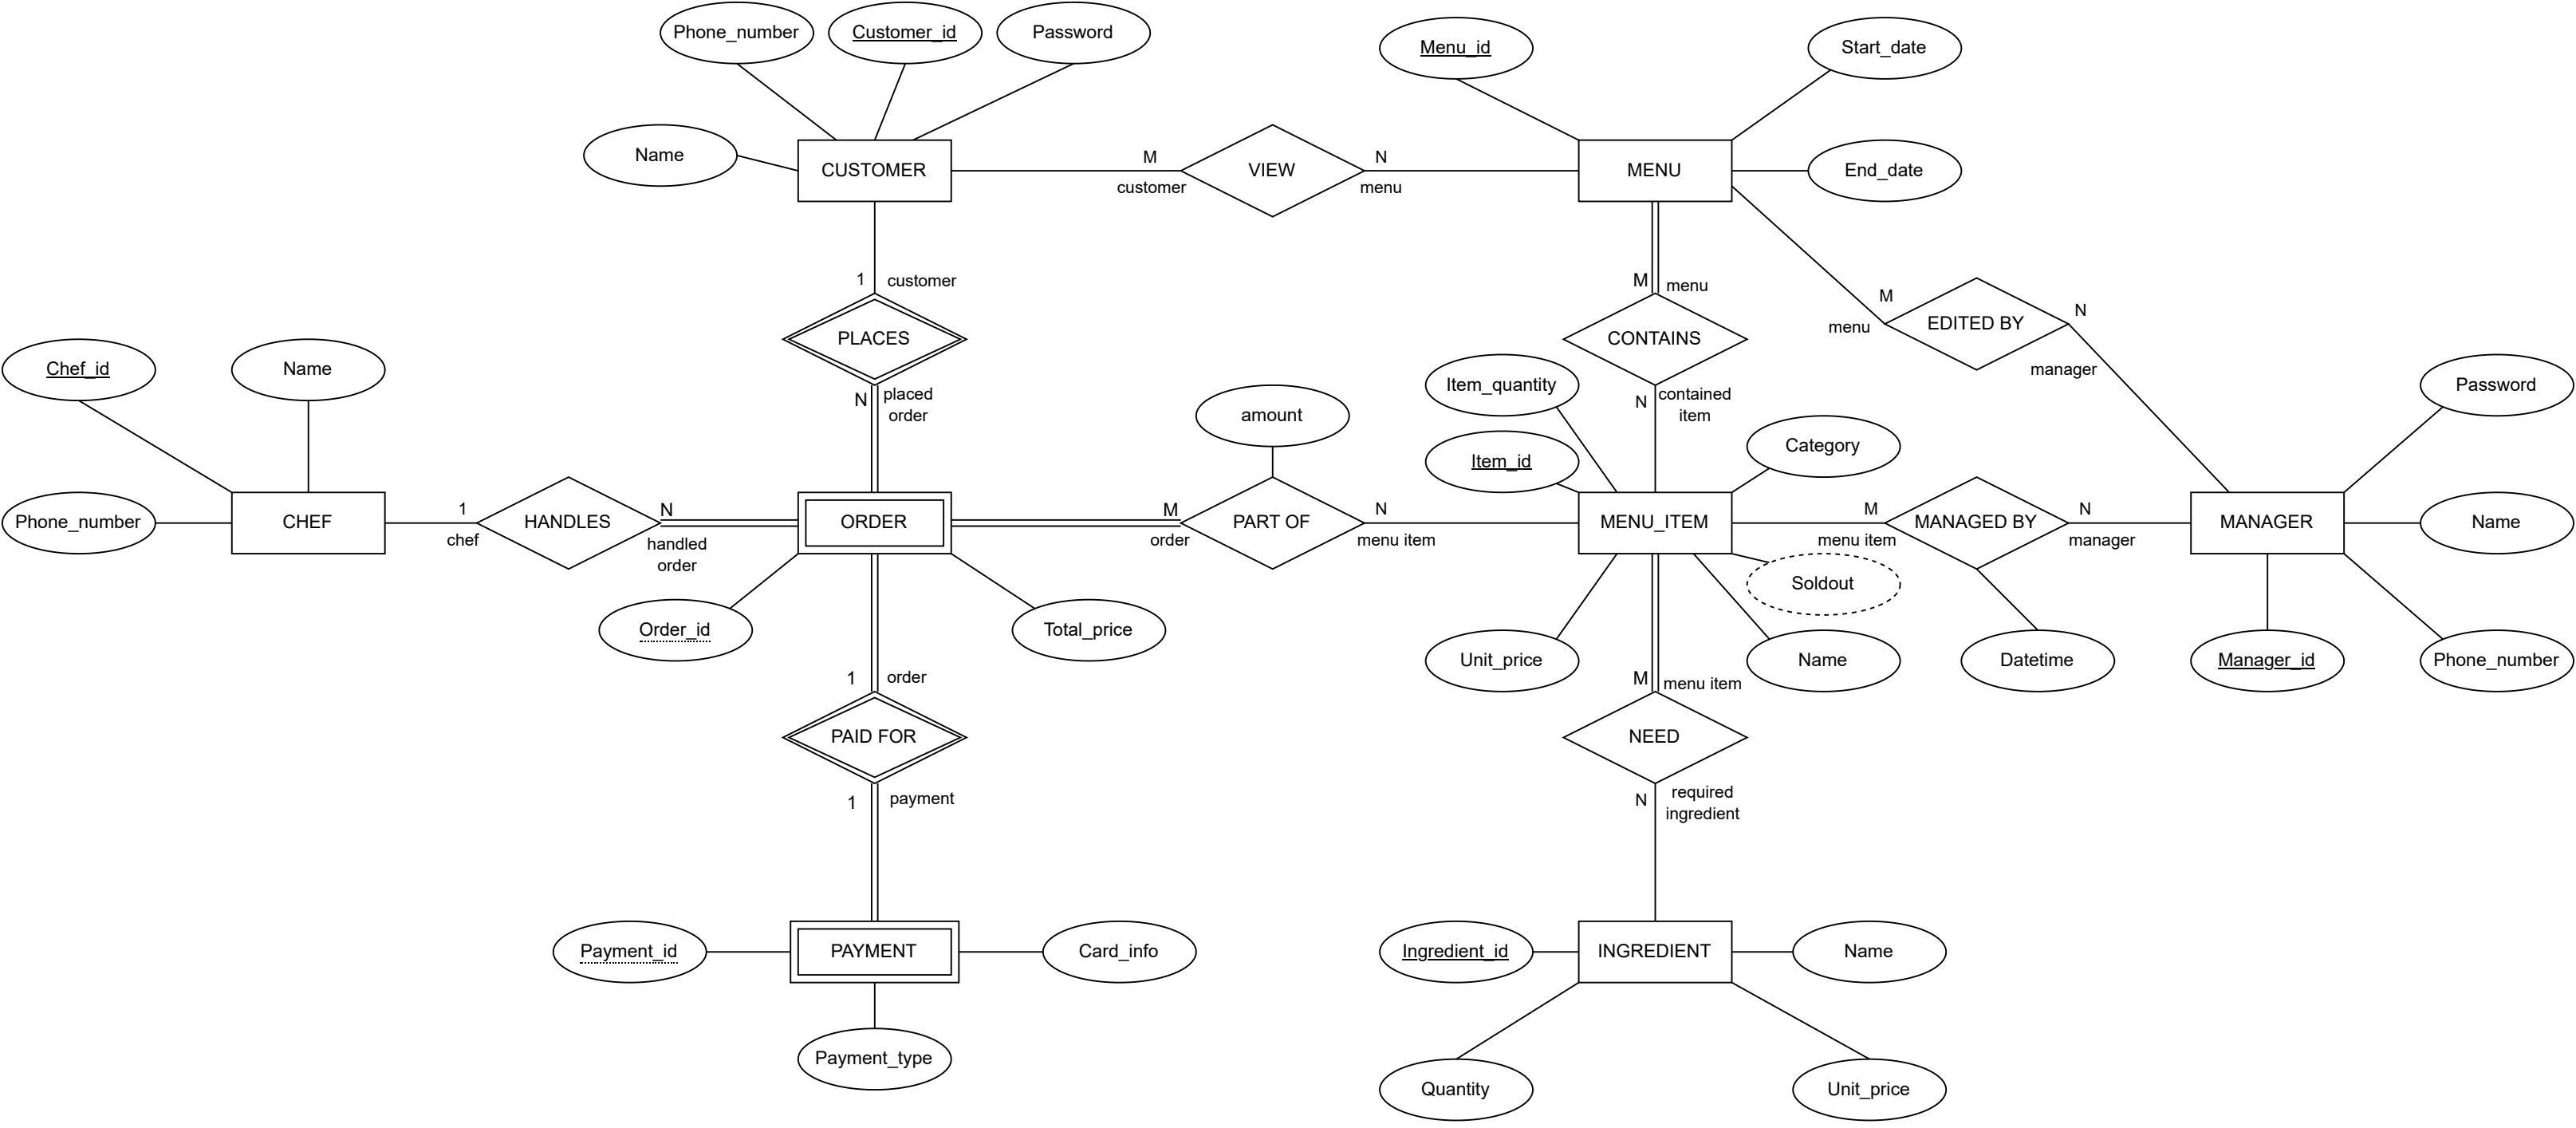 Phone_number
Customer_id
Password
Menu_id
Start_date
Name
CUSTOMER
M
customer
VIEW
N
menu
MENU
End_date
1
customer
M
menu
M
menu
EDITED BY
N
manager
PLACES
CONTAINS
Chef_id
Name
N
placed
order
amount
Item_quantity
N
contained
item
Password
Category
Item_id
Phone_number
CHEF
1
chef
HANDLES
N
handled
order
ORDER
M
order
PART OF
N
menu item
MENU_ITEM
M
menu item
MANAGED BY
N
manager
MANAGER
Name
Soldout
Order_id
Total_price
Unit_price
Name
Datetime
Manager_id
Phone_number
1
order
M
menu item
PAID FOR
NEED
1
payment
N
required
ingredient
Payment_id
PAYMENT
Card_info
Ingredient_id
INGREDIENT
Name
Payment_type
Quantity
Unit_price